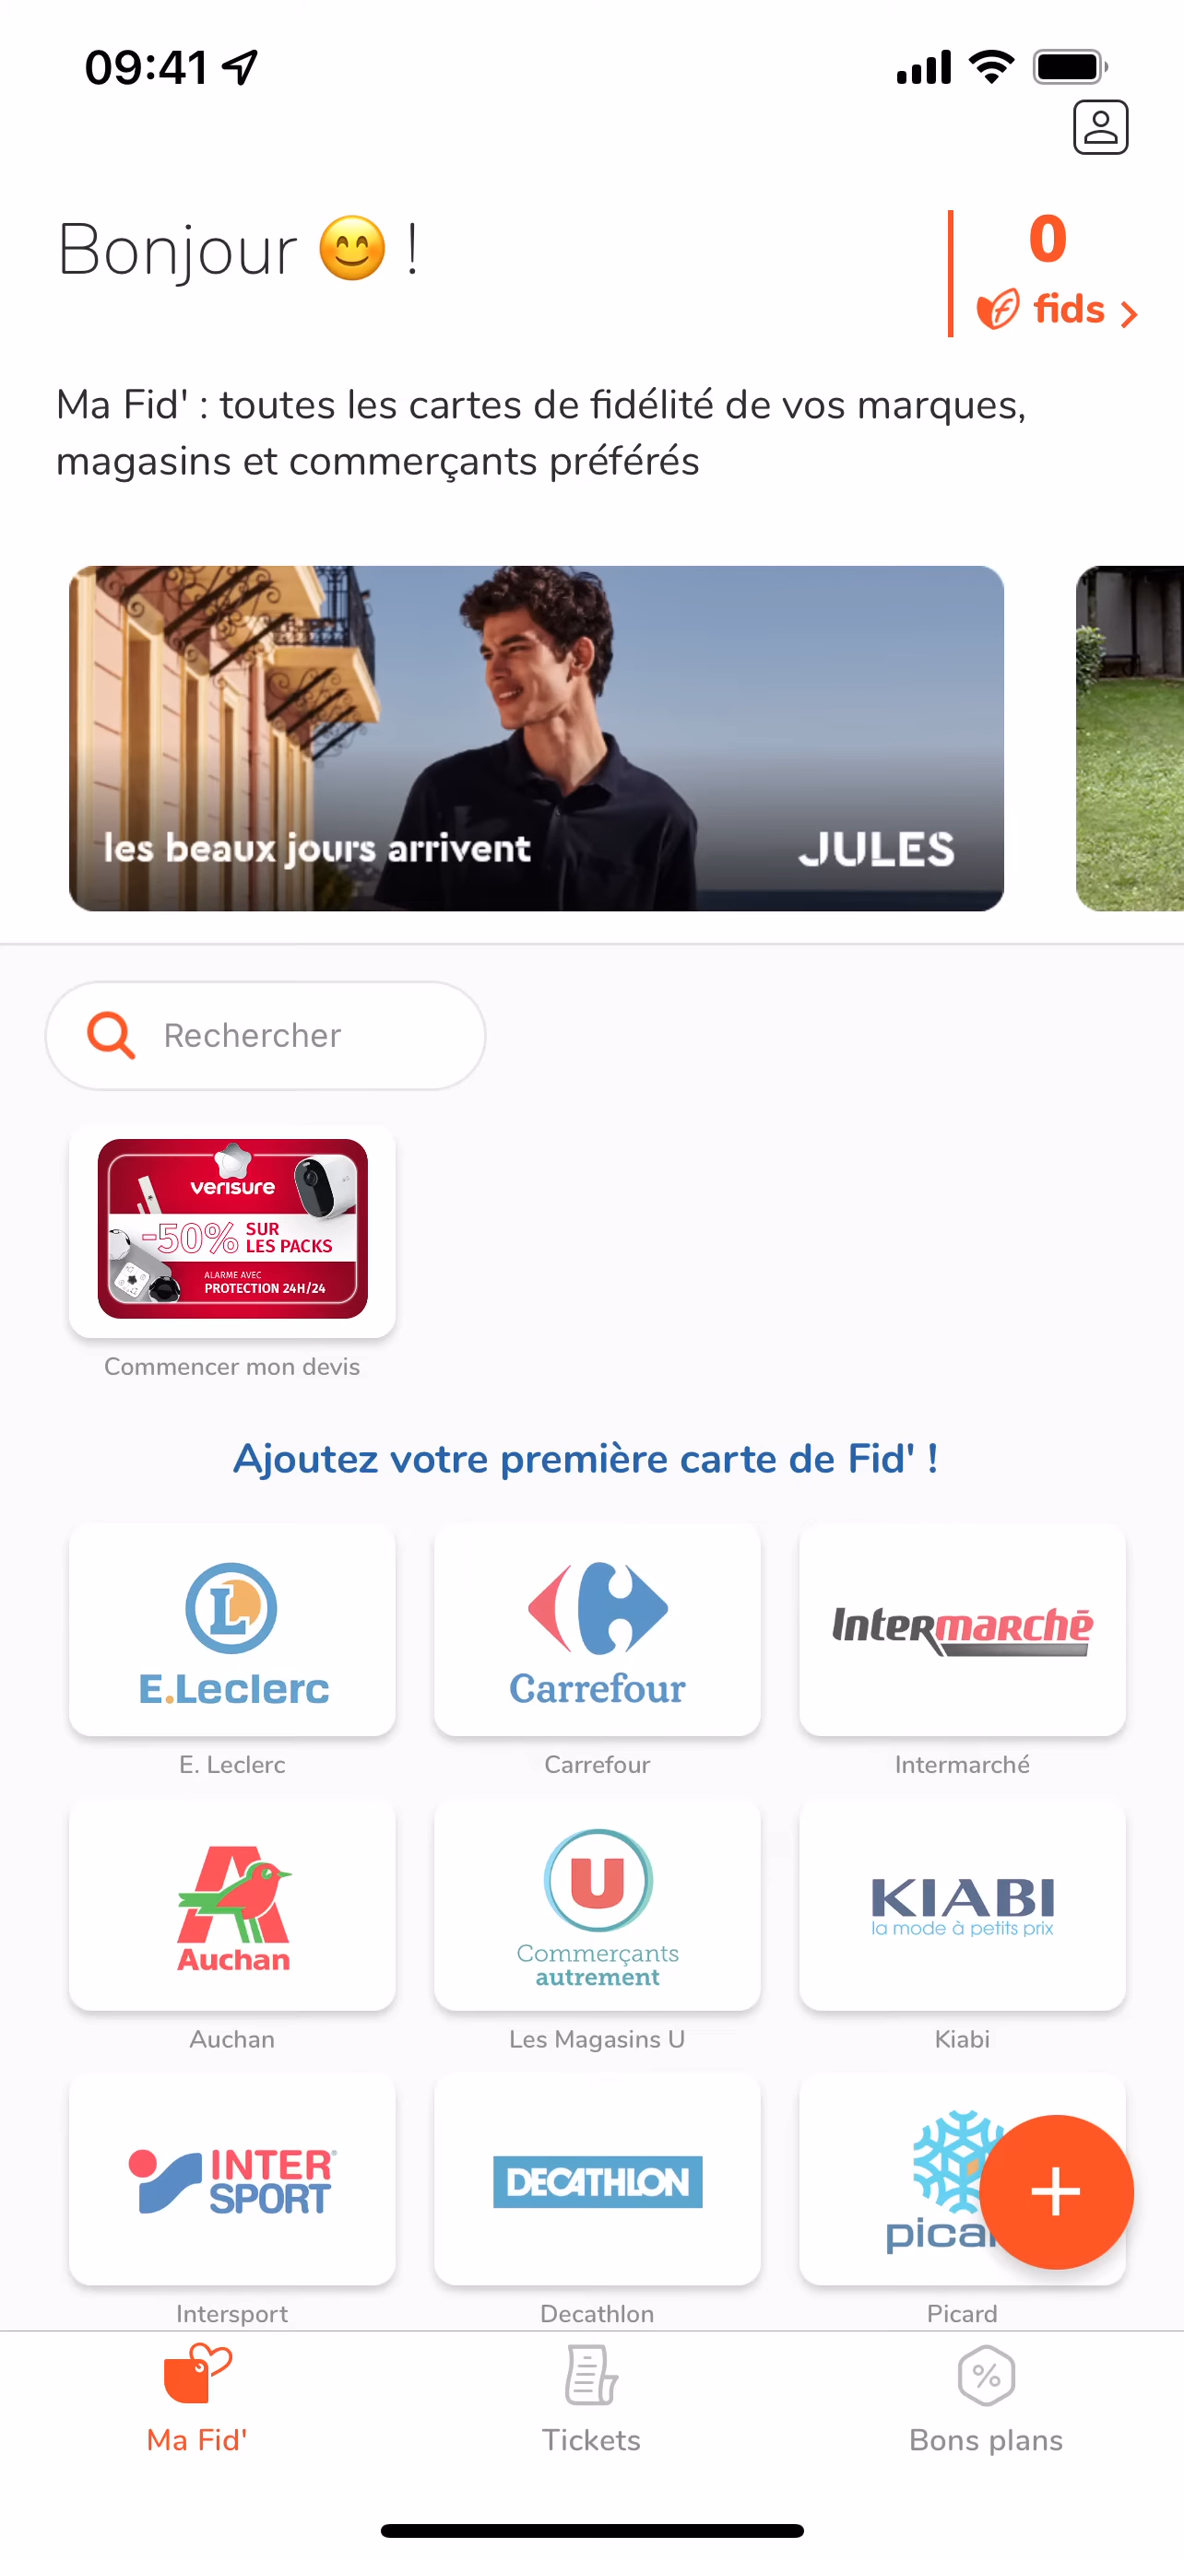 09:41
Bonjour 😊 !
0
fids
Ma Fid' : toutes les cartes de fidélité de vos marques,
magasins et commerçants préférés
les beaux jours arrivent
JULES
Rechercher
verisure
-50% SUR
LES PACKS
ALARME AVEC
PROTECTION 24H/24
Commencer mon devis
Ajoutez votre première carte de Fid' !
L
E.Leclerc
Carrefour
Intermarchē
E. Leclerc
Carrefour
Intermarché
Auchan
U
Commerçants
autrement
KIABI
la mode à petits prix
Auchan
Les Magasins U
Kiabi
INTER
SPORT
DECATHLON
Intersport
Decathlon
Picard
Ma Fid'
Tickets
Bons plans